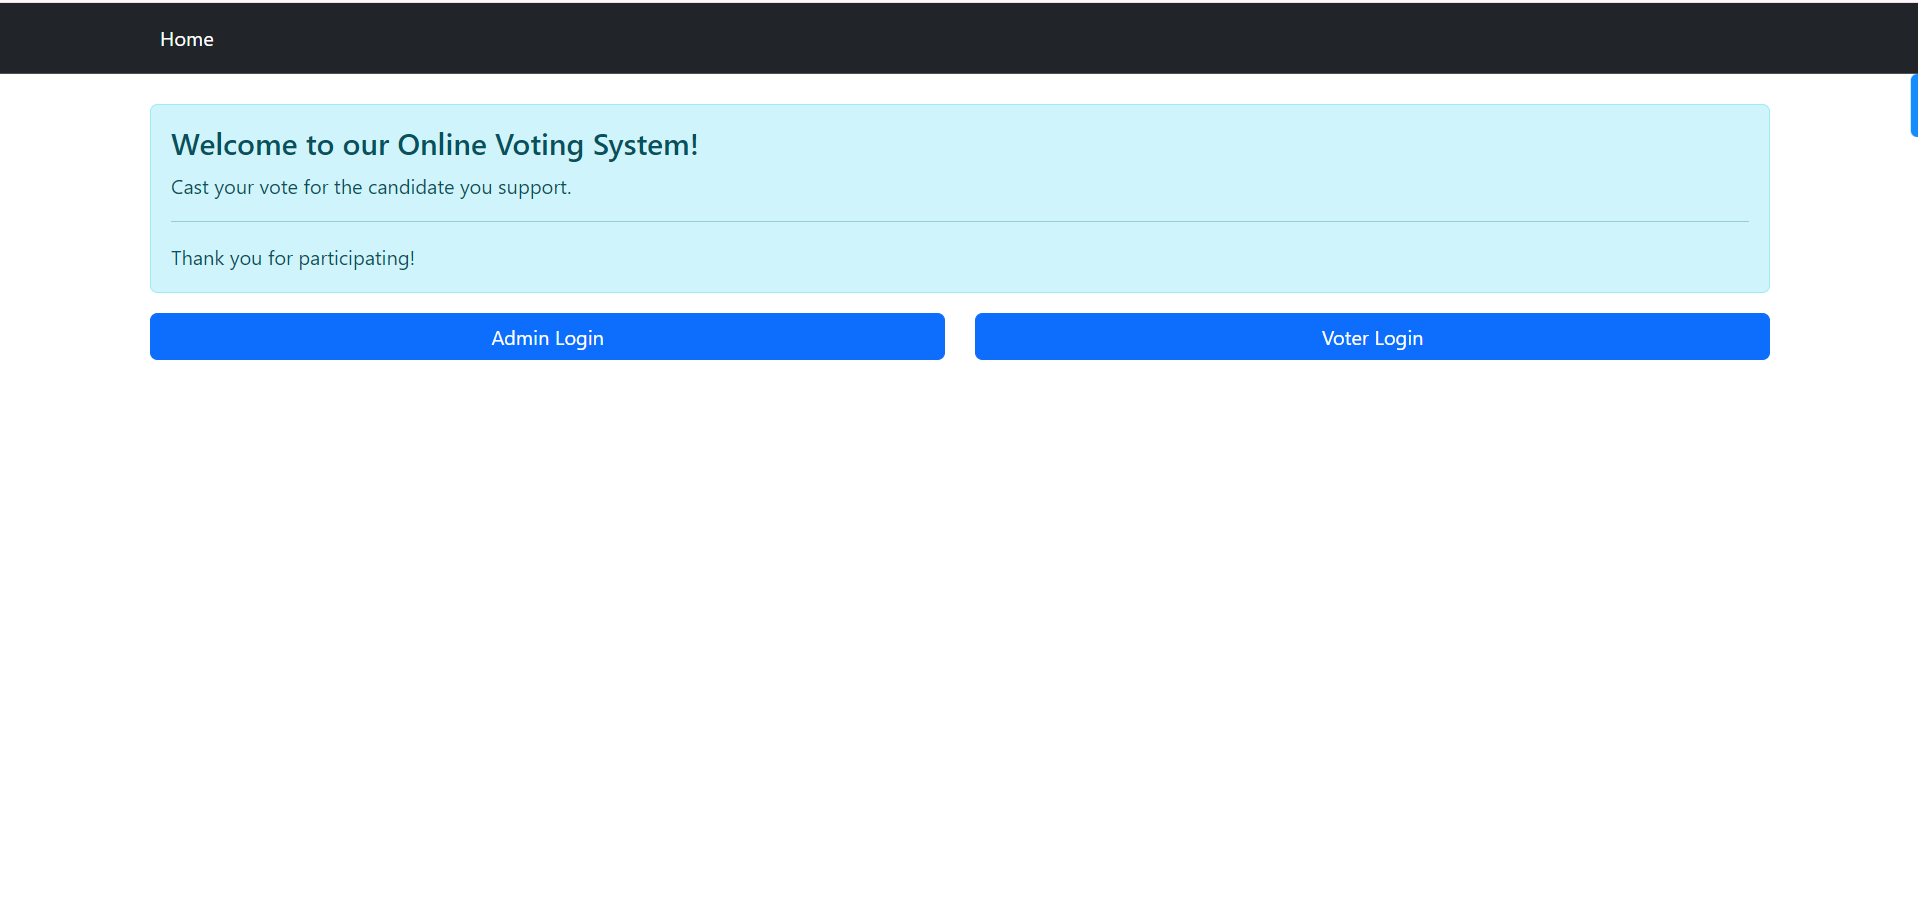 Home
Welcome to our Online Voting System!
Cast your vote for the candidate you support.
Thank you for participating!
Admin Login
Voter Login